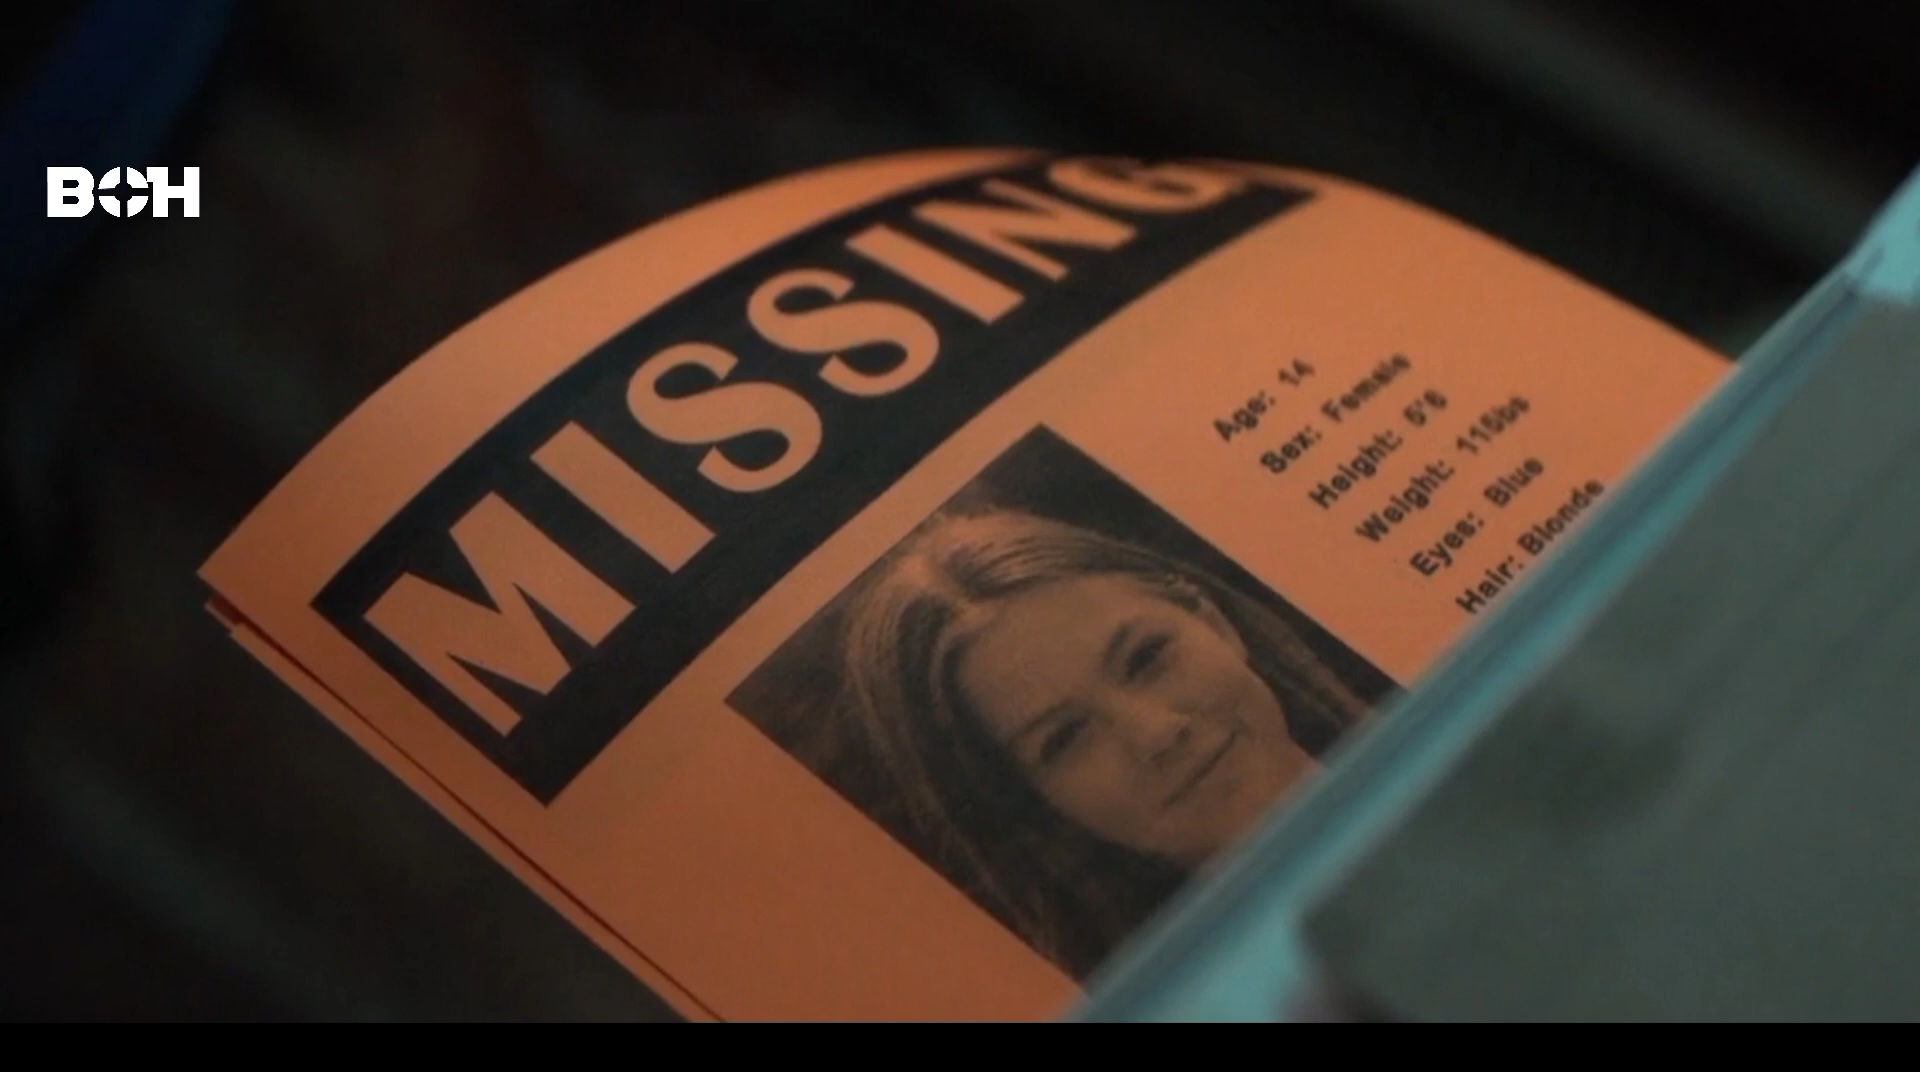 BOH
MISSING
Age: 14
Sex: Female
Height: 5'6
Weight: 115lbs
Eyes: Blue
Hair: Blonde